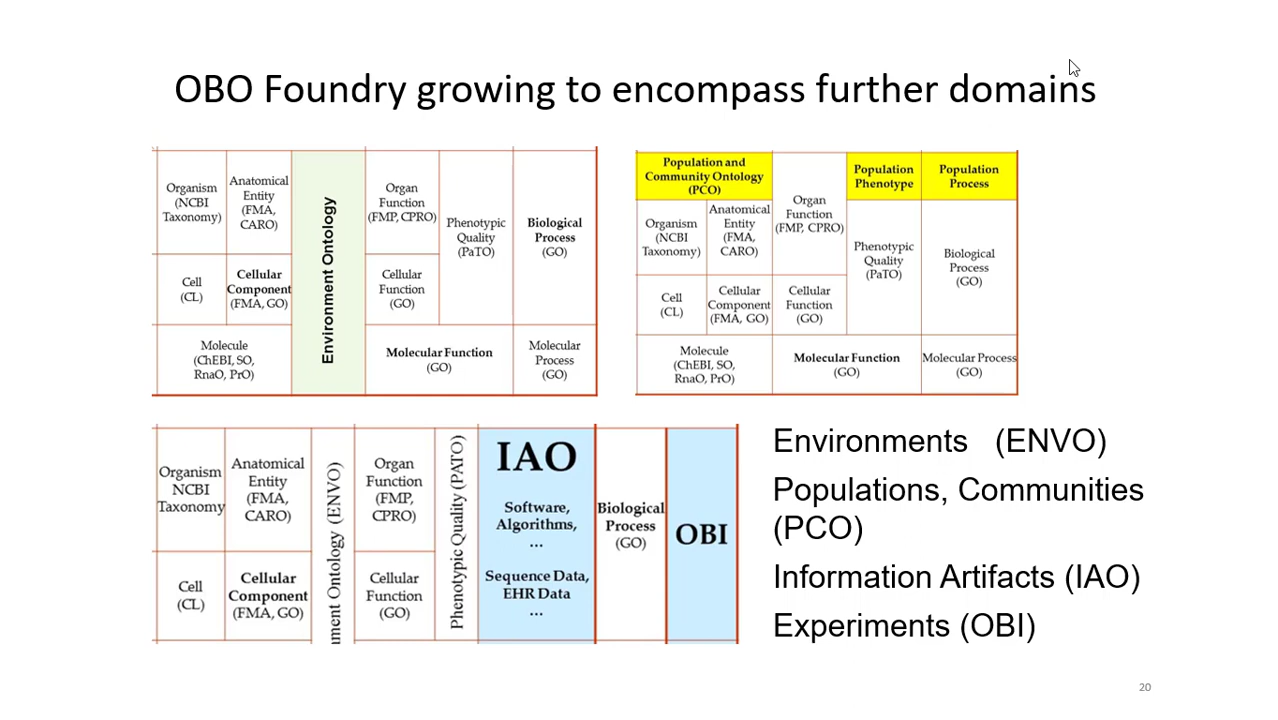 OBO Foundry growing to encompass further domains
Organism
(NCBI
Taxonomy)
Anatomical
Entity
(FMA,
CARO)
Environment Ontology
Organ
Function
(FMP, CPRO)
Phenotypic
Quality
(PaTO)
Biological
Process
(GO)
Cell
(CL)
Cellular
Component
(FMA, GO)
Cellular
Function
(GO)
Molecule
(ChEBI, SO,
RnaO, PrO)
Molecular Function
(GO)
Molecular
Process
(GO)
Population and
Community Ontology
(PCO)
Organ
Function
(FMP, CPRO)
Population
Phenotype
Population
Process
Organism
(NCBI
Taxonomy)
Anatomical
Entity
(FMA,
CARO)
Phenotypic
Quality
(PaTO)
Biological
Process
(GO)
Cell
(CL)
Cellular
Component
(FMA, GO)
Cellular
Function
(GO)
Molecule
(ChEBI, SO,
RnaO, PrO)
Molecular Function
(GO)
Molecular Process
(GO)
Organism
NCBI
Taxonomy
Anatomical
Entity
(FMA,
CARO)
ment Ontology (ENVO)
Organ
Function
(FMP,
CPRO)
Phenotypic Quality (PATO)
IAO
Software,
Algorithms,
...
Sequence Data,
EHR Data
...
Biological
Process
(GO)
OBI
Cell
(CL)
Cellular
Component
(FMA, GO)
Cellular
Function
(GO)
Environments (ENVO)
Populations, Communities
(PCO)
Information Artifacts (IAO)
Experiments (OBI)
20